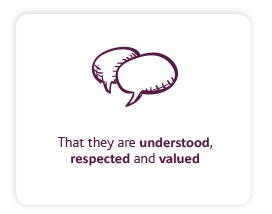 That they are understood,
respected and valued